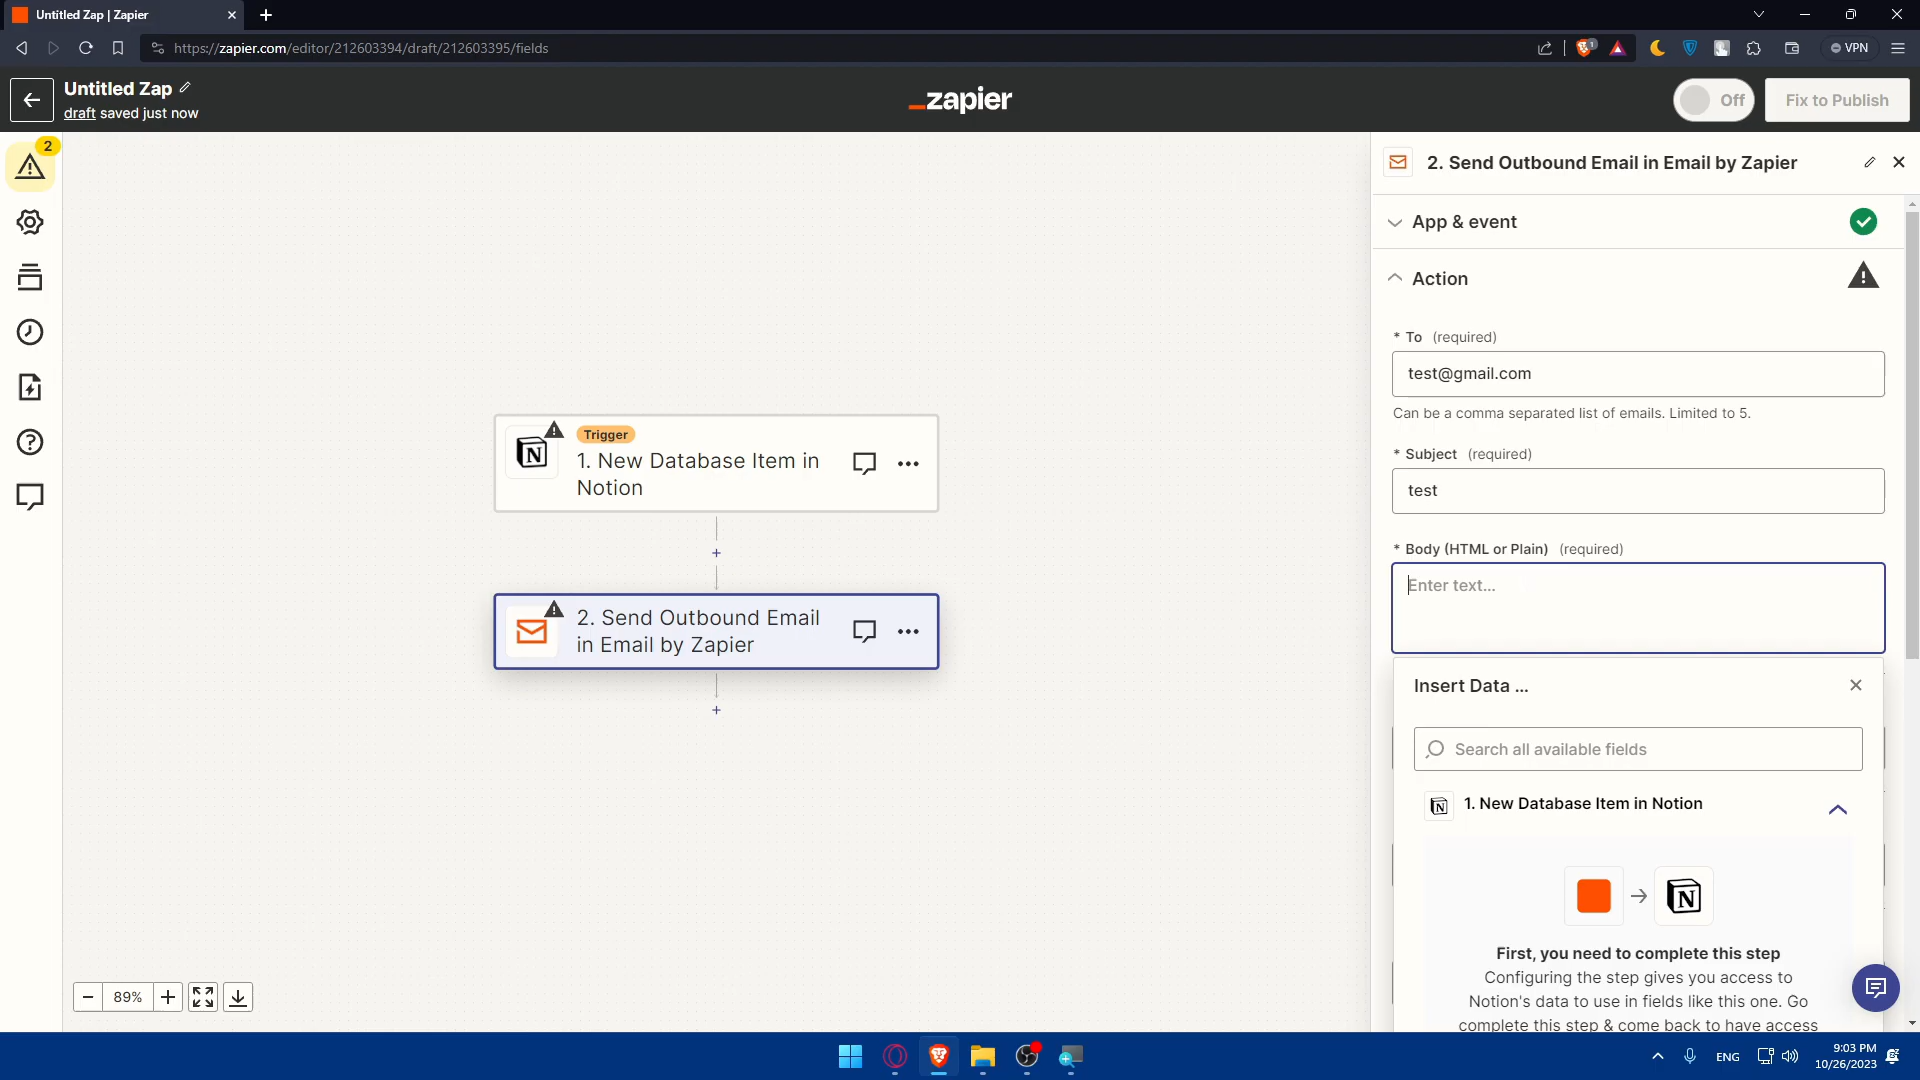 Untitled Zap | Zapier
https://zapier.com/editor/212603394/draft/212603395/fields
VPN
Untitled Zap
draft saved just now
_zapier
Off
Fix to Publish
2
Trigger
1. New Database Item in
Notion
2. Send Outbound Email
in Email by Zapier
89%
2. Send Outbound Email in Email by Zapier
App & event
Action
* To (required)
test@gmail.com
Can be a comma separated list of emails. Limited to 5.
* Subject (required)
test
* Body (HTML or Plain) (required)
Enter text...
Insert Data ...
Search all available fields
1. New Database Item in Notion
First, you need to complete this step
Configuring the step gives you access to
Notion's data to use in fields like this one. Go
complete this step & come back to have access
ENG
9:03 PM
10/26/2023